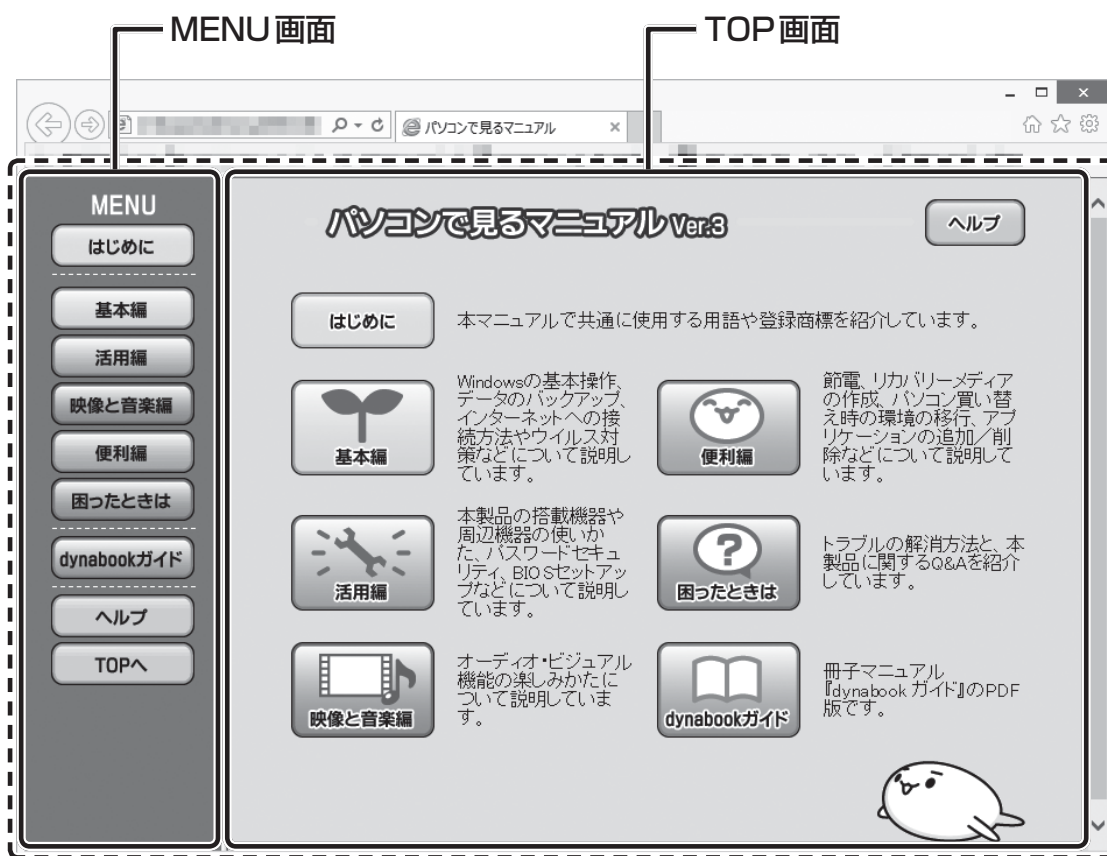 MENU画面
TOP画面
パソコンで見るマニュアル
MENU
はじめに
基本編
活用編
映像と音楽編
便利編
困ったときは
dynabookガイド
ヘルプ
TOPへ
パソコンで見るマニュアル Ver.3
ヘルプ
はじめに
本マニュアルで共通に使用する用語や登録商標を紹介しています。
基本編
Windowsの基本操作、
データのバックアップ、
インターネットへの接
続方法やウイルス対
策などについて説明し
ています。
便利編
節電、リカバリーメディア
の作成、パソコン買い替
え時の環境の移行、アプ
リケーションの追加/削
除などについて説明して
います。
活用編
本製品の搭載機器や
周辺機器の使いか
た、パスワードセキュ
リティ、BIOSセットアッ
プなどについて説明し
ています。
困ったときは
トラブルの解消方法と、本
製品に関するQ&Aを紹介
しています。
映像と音楽編
オーディオ・ビジュアル
機能の楽しみかたに
ついて説明していま
す。
dynabookガイド
冊子マニュアル
『dynabook ガイド』のPDF
版です。